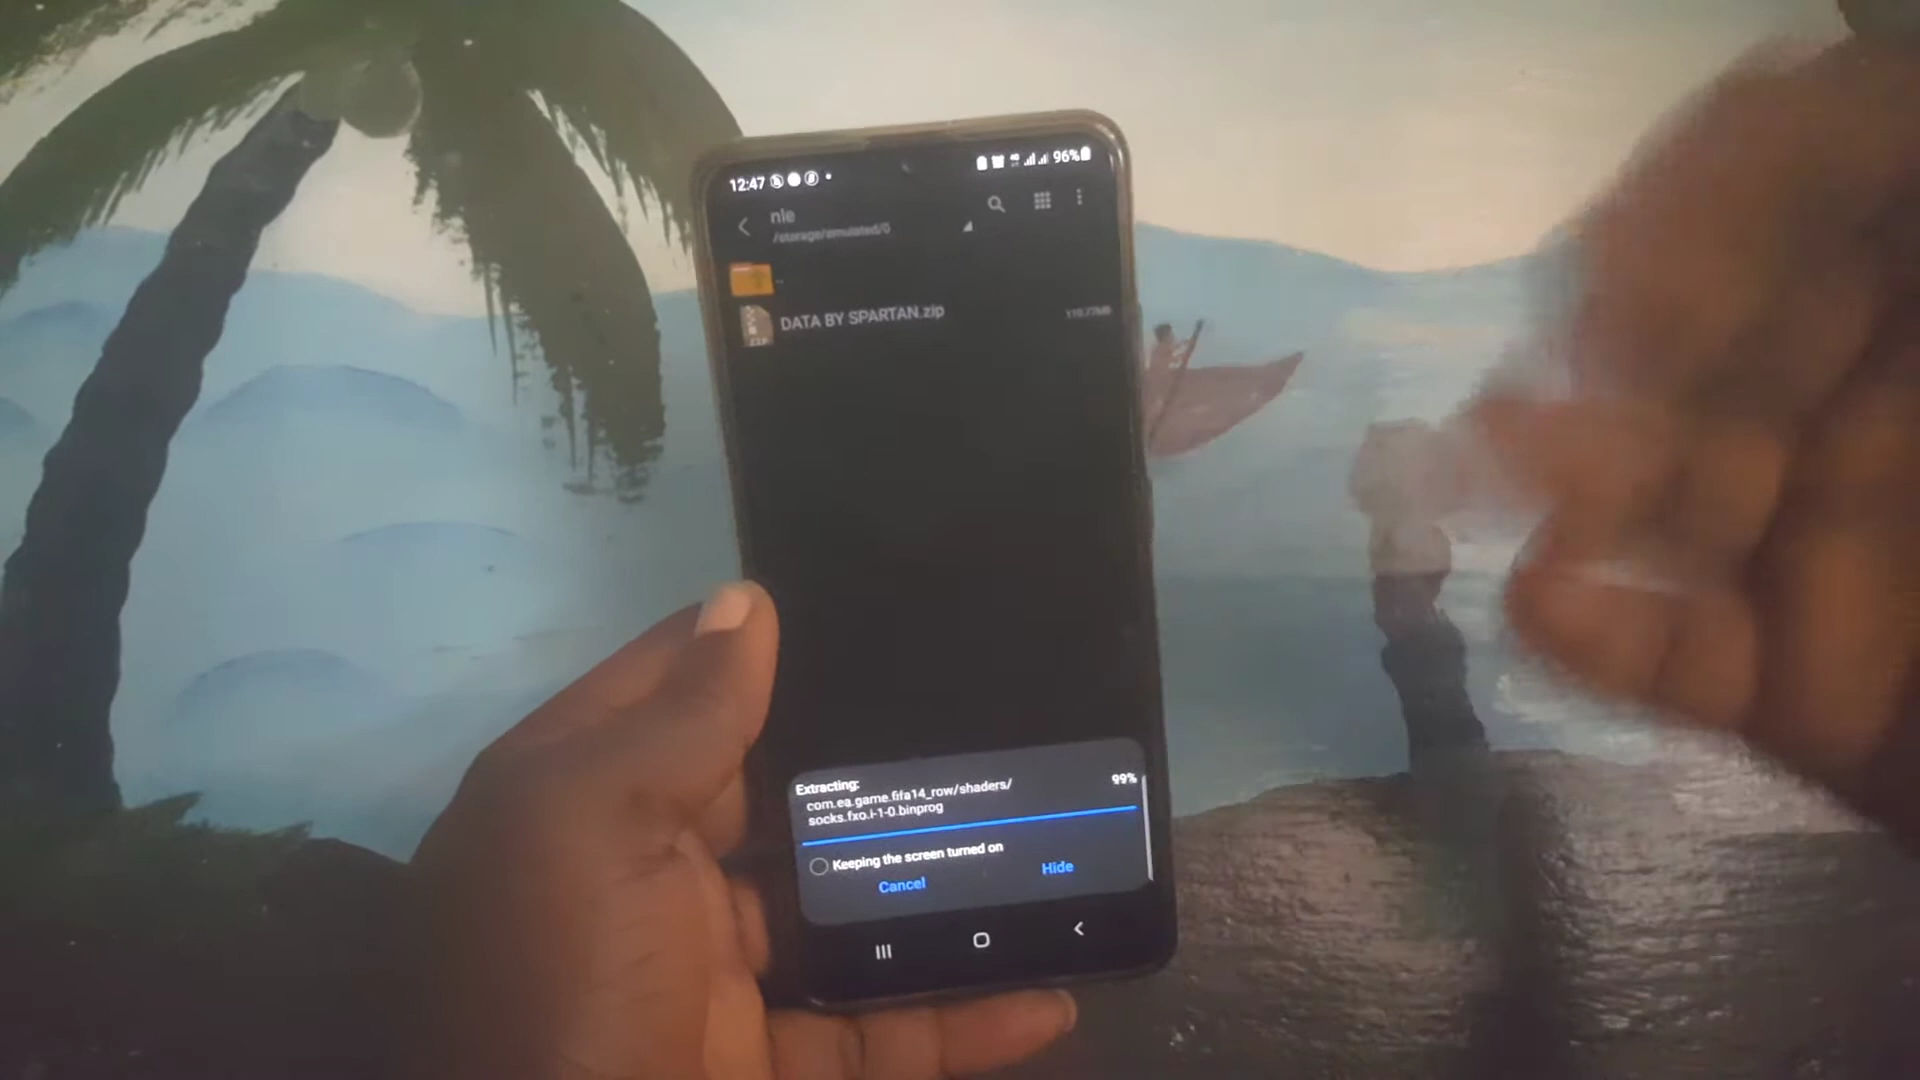 12:47
96%
nle
/storage/emulated/0
..
DATA BY SPARTAN.zip
ZIP
Extracting:
99%
com.ea.game.fifa14_row/shaders/
socks.fxo.i-1-0.binprog
Keeping the screen turned on
Cancel
Hide